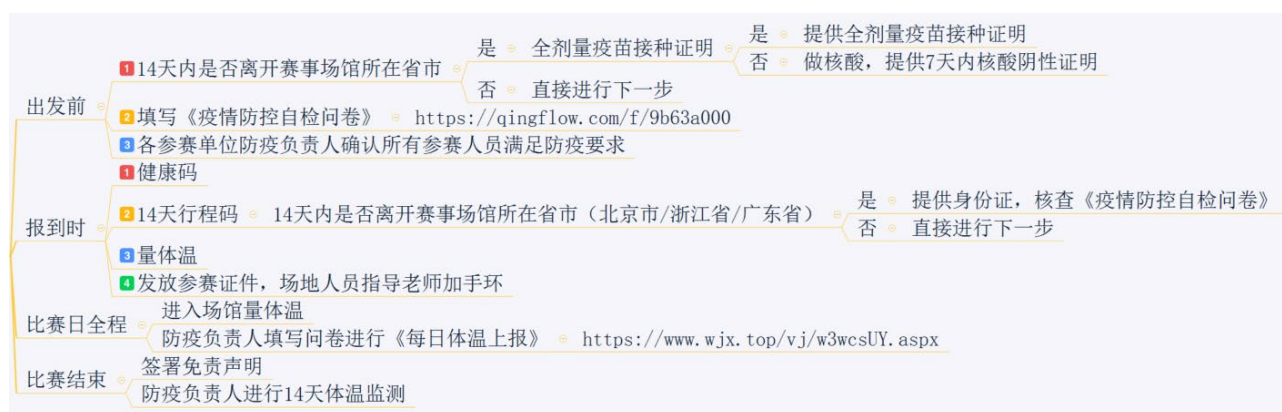 出发前
1 14天内是否离开赛事场馆所在省市
是 全剂量疫苗接种证明
是 提供全剂量疫苗接种证明
否 做核酸，提供7天内核酸阴性证明
否 直接进行下一步
2 填写《疫情防控自检问卷》 https://qingflow.com/f/9b63a000
3 各参赛单位防疫负责人确认所有参赛人员满足防疫要求
报到时
1 健康码
2 14天行程码 14天内是否离开赛事场馆所在省市（北京市/浙江省/广东省）
是 提供身份证，核查《疫情防控自检问卷》
否 直接进行下一步
3 量体温
4 发放参赛证件，场地人员指导老师加手环
比赛日全程
进入场馆量体温
防疫负责人填写问卷进行《每日体温上报》 https://www.wjx.top/vj/w3wcsUY.aspx
比赛结束
签署免责声明
防疫负责人进行14天体温监测